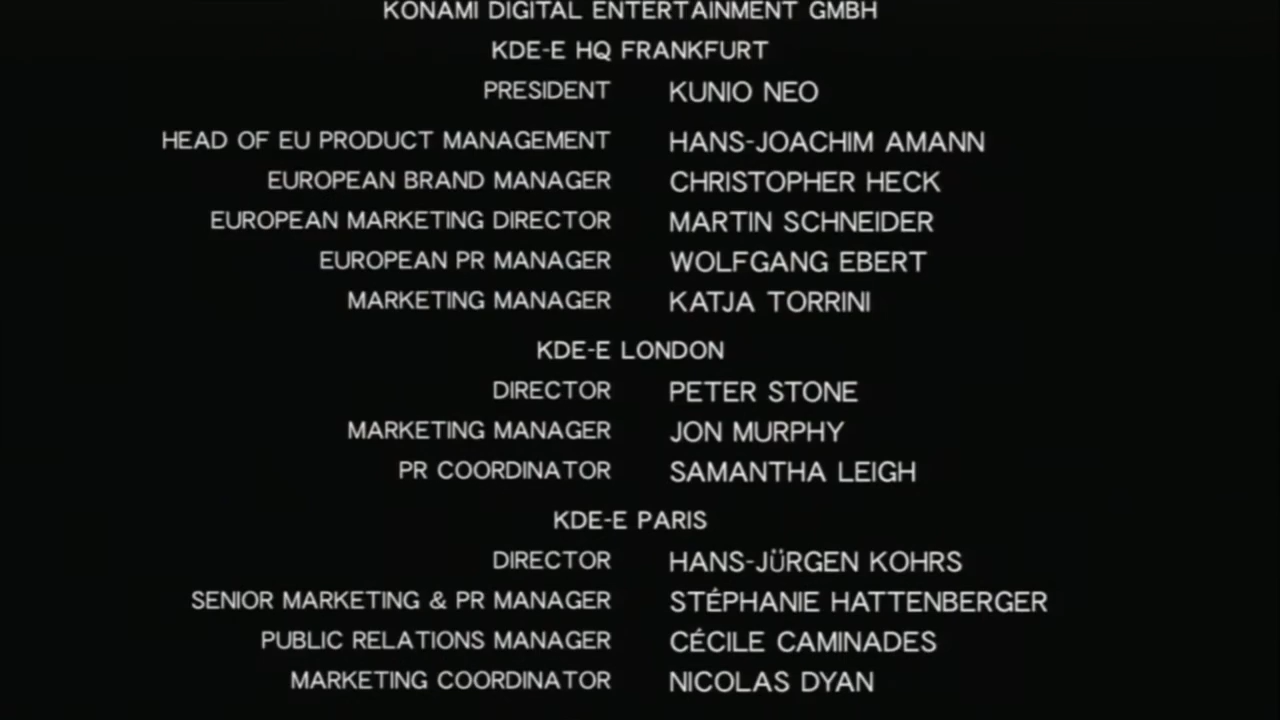 KONAMI DIGITAL ENTERTAINMENT GMBH
KDE-E HQ FRANKFURT
PRESIDENT KUNIO NEO
HEAD OF EU PRODUCT MANAGEMENT HANS-JOACHIM AMANN
EUROPEAN BRAND MANAGER CHRISTOPHER HECK
EUROPEAN MARKETING DIRECTOR MARTIN SCHNEIDER
EUROPEAN PR MANAGER WOLFGANG EBERT
MARKETING MANAGER KATJA TORRINI
KDE-E LONDON
DIRECTOR PETER STONE
MARKETING MANAGER JON MURPHY
PR COORDINATOR SAMANTHA LEIGH
KDE-E PARIS
DIRECTOR HANS-JÜRGEN KOHRS
SENIOR MARKETING & PR MANAGER STÉPHANIE HATTENBERGER
PUBLIC RELATIONS MANAGER CÉCILE CAMINADES
MARKETING COORDINATOR NICOLAS DYAN